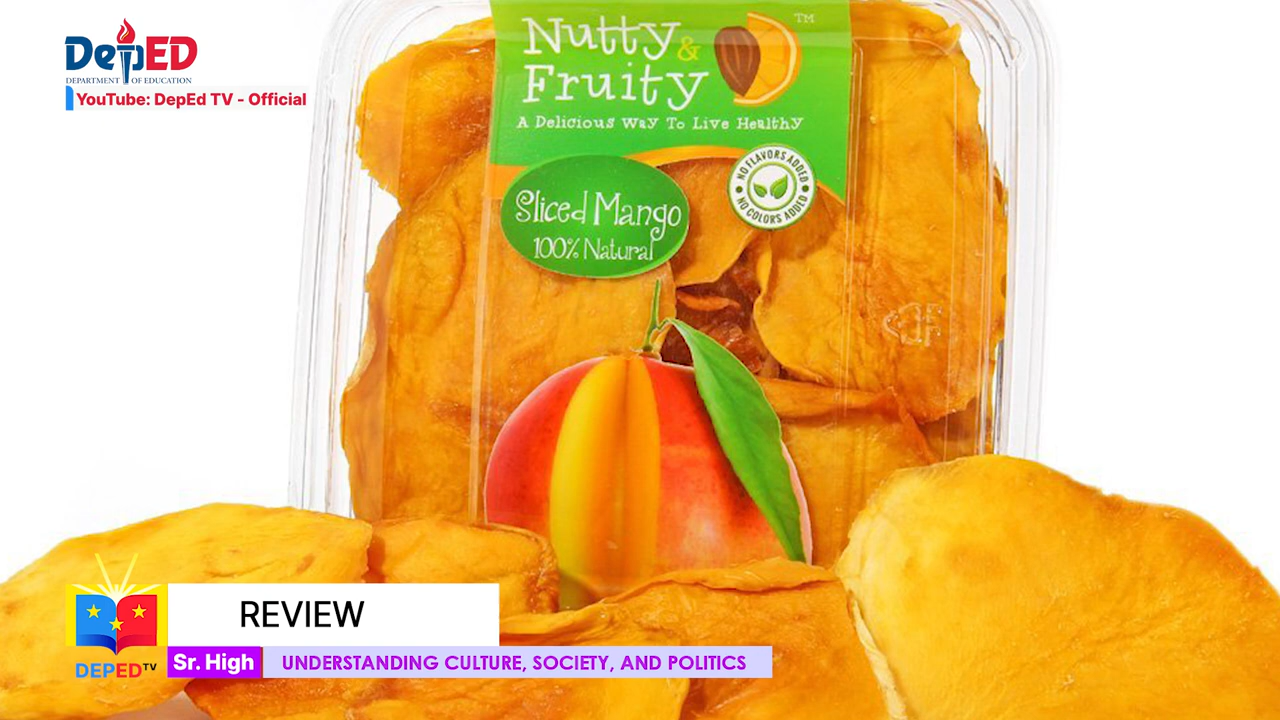 DepED
DEPARTMENT OF EDUCATION
YouTube: DepEd TV - Official
Nutty & Fruity TM
A Delicious Way To Live Healthy
NO FLAVORS ADDED
NO COLORS ADDED
Sliced Mango
100% Natural
REVIEW
DEPED TV
Sr. High
UNDERSTANDING CULTURE, SOCIETY, AND POLITICS